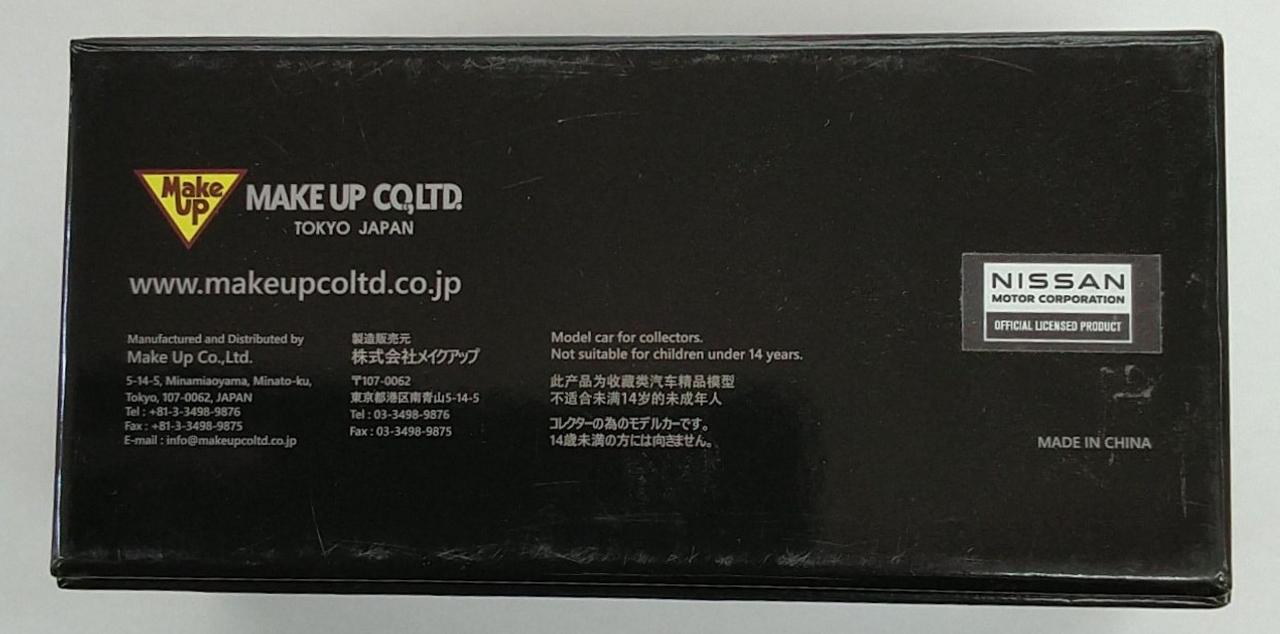 Make
Up
MAKE UP CO.,LTD.
TOKYO JAPAN
www.makeupcoltd.co.jp
Manufactured and Distributed by
Make Up Co.,Ltd.
5-14-5, Minamiaoyama, Minato-ku,
Tokyo, 107-0062, JAPAN
Tel : +81-3-3498-9876
Fax : +81-3-3498-9875
E-mail : info@makeupcoltd.co.jp
製造販売元
株式会社メイクアップ
〒107-0062
東京都港区南青山5-14-5
Tel : 03-3498-9876
Fax : 03-3498-9875
Model car for collectors.
Not suitable for children under 14 years.
此产品为收藏类汽车精品模型
不适合未满14岁的未成年人
コレクターの為のモデルカーです。
14歳未満の方には向きません。
NISSAN
MOTOR CORPORATION
OFFICIAL LICENSED PRODUCT
MADE IN CHINA